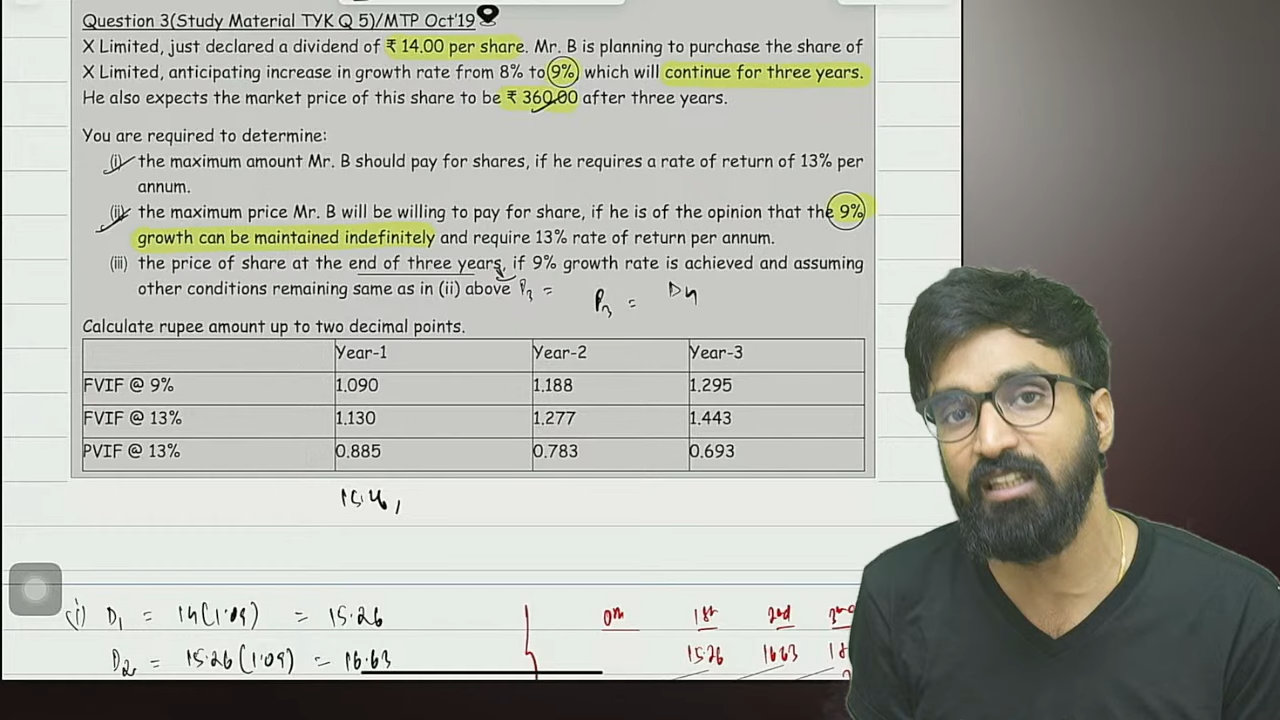 Question 3(Study Material TYK Q 5)/MTP Oct'19
X Limited, just declared a dividend of ₹ 14.00 per share. Mr. B is planning to purchase the share of
X Limited, anticipating increase in growth rate from 8% to 9% which will continue for three years.
He also expects the market price of this share to be ₹ 360.00 after three years.
You are required to determine:
(i) the maximum amount Mr. B should pay for shares, if he requires a rate of return of 13% per
annum.
(ii) the maximum price Mr. B will be willing to pay for share, if he is of the opinion that the 9%
growth can be maintained indefinitely and require 13% rate of return per annum.
(iii) the price of share at the end of three years, if 9% growth rate is achieved and assuming
other conditions remaining same as in (ii) above P3 =
P3 = D4
Calculate rupee amount up to two decimal points.
Year-1 Year-2 Year-3
FVIF @ 9% 1.090 1.188 1.295
FVIF @ 13% 1.130 1.277 1.443
PVIF @ 13% 0.885 0.783 0.693
(i) D1 = 14(1.09) = 15.26 0th 1st 2nd 3rd
D2 = 15.26(1.09) = 16.63 15.26 16.63